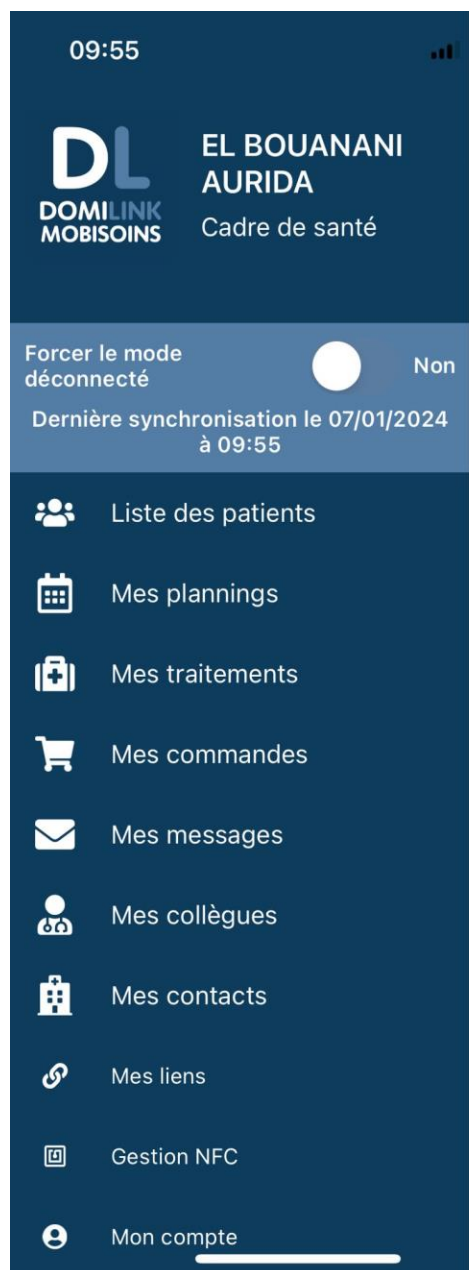 09:55
DL
DOMILINK
MOBISOINS
EL BOUANANI
AURIDA
Cadre de santé
Forcer le mode
déconnecté
Non
Dernière synchronisation le 07/01/2024
à 09:55
Liste des patients
Mes plannings
Mes traitements
Mes commandes
Mes messages
Mes collègues
Mes contacts
Mes liens
Gestion NFC
Mon compte